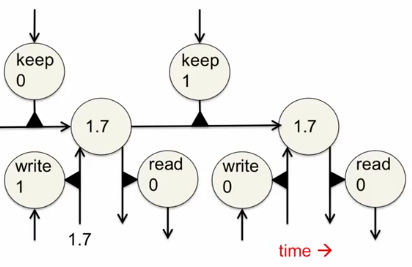 keep
0
keep
1
1.7
1.7
write
1
read
0
write
0
read
0
1.7
time →